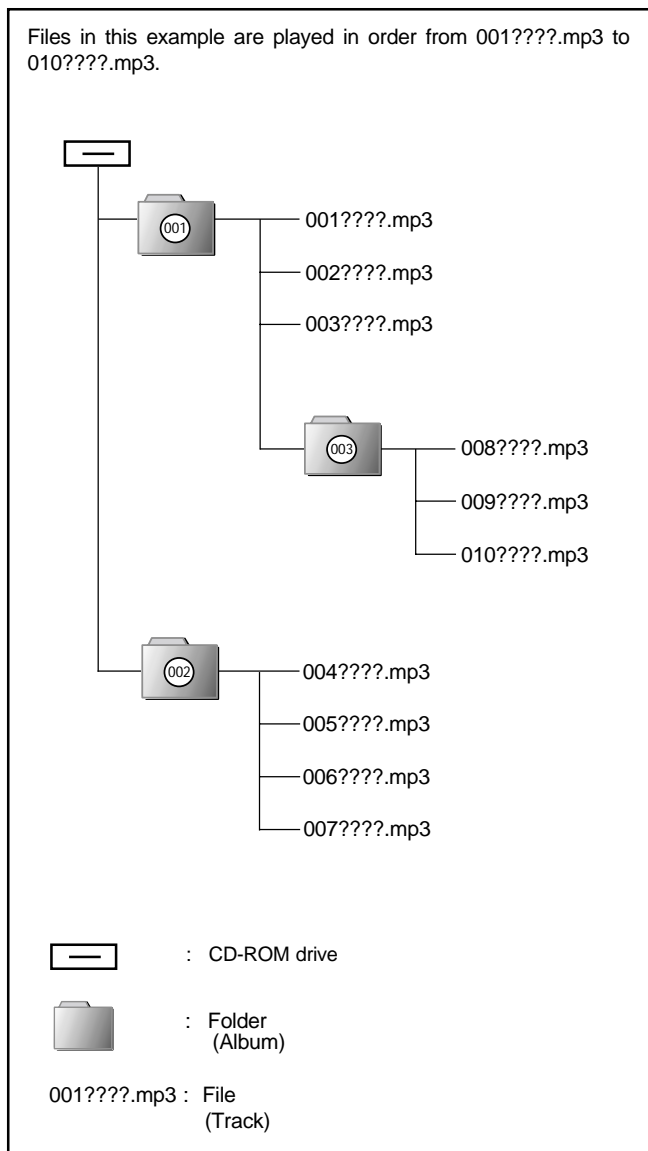 Files in this example are played in order from 001????.mp3 to
010????.mp3.
001
001????.mp3
002????.mp3
003????.mp3
003
008????.mp3
009????.mp3
010????.mp3
002
004????.mp3
005????.mp3
006????.mp3
007????.mp3
: CD-ROM drive
: Folder
(Album)
001????.mp3 : File
(Track)